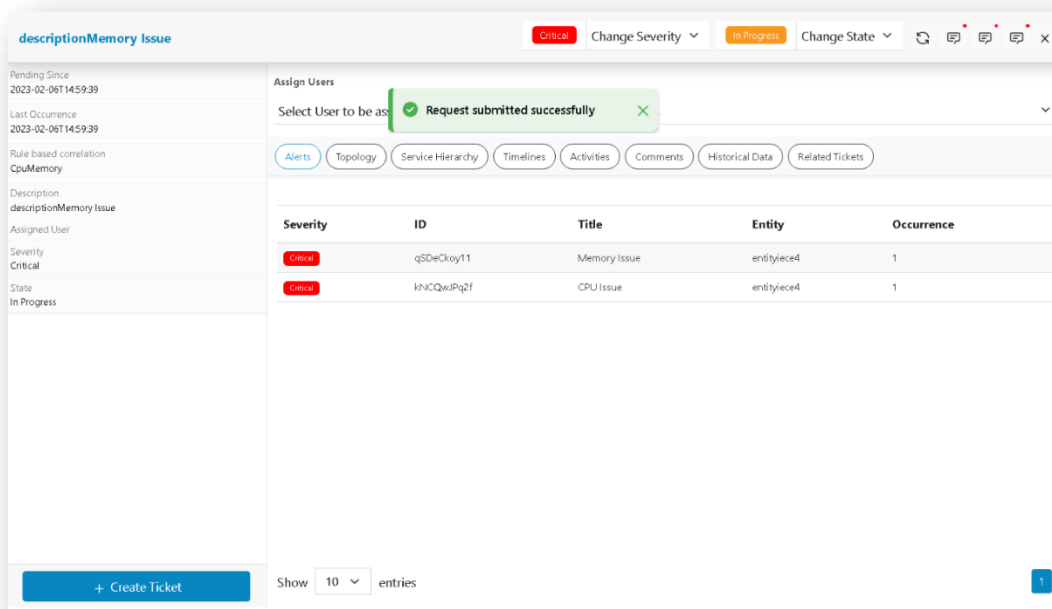 descriptionMemory Issue
Critical Change Severity In Progress Change State
Pending Since
2023-02-06T14:59:39
Last Occurrence
2023-02-06T14:59:39
Rule based correlation
CpuMemory
Description
descriptionMemory Issue
Assigned User
Severity
Critical
State
In Progress
+ Create Ticket
Assign Users
Select User to be as
Request submitted successfully
Alerts Topology Service Hierarchy Timelines Activities Comments Historical Data Related Tickets
Severity ID Title Entity Occurrence
Critical qSDeCkoy11 Memory Issue entityiece4 1
Critical kNCQwJPq2f CPU Issue entityiece4 1
Show 10 entries
1